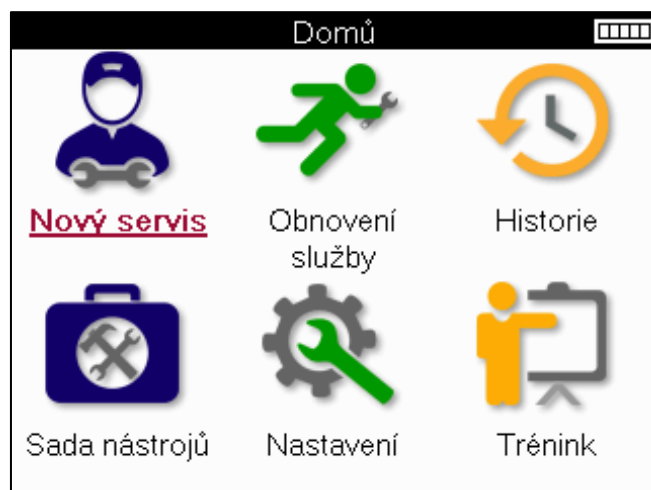 Domů
Nový servis
Obnovení
služby
Historie
Sada nástrojů
Nastavení
Trénink